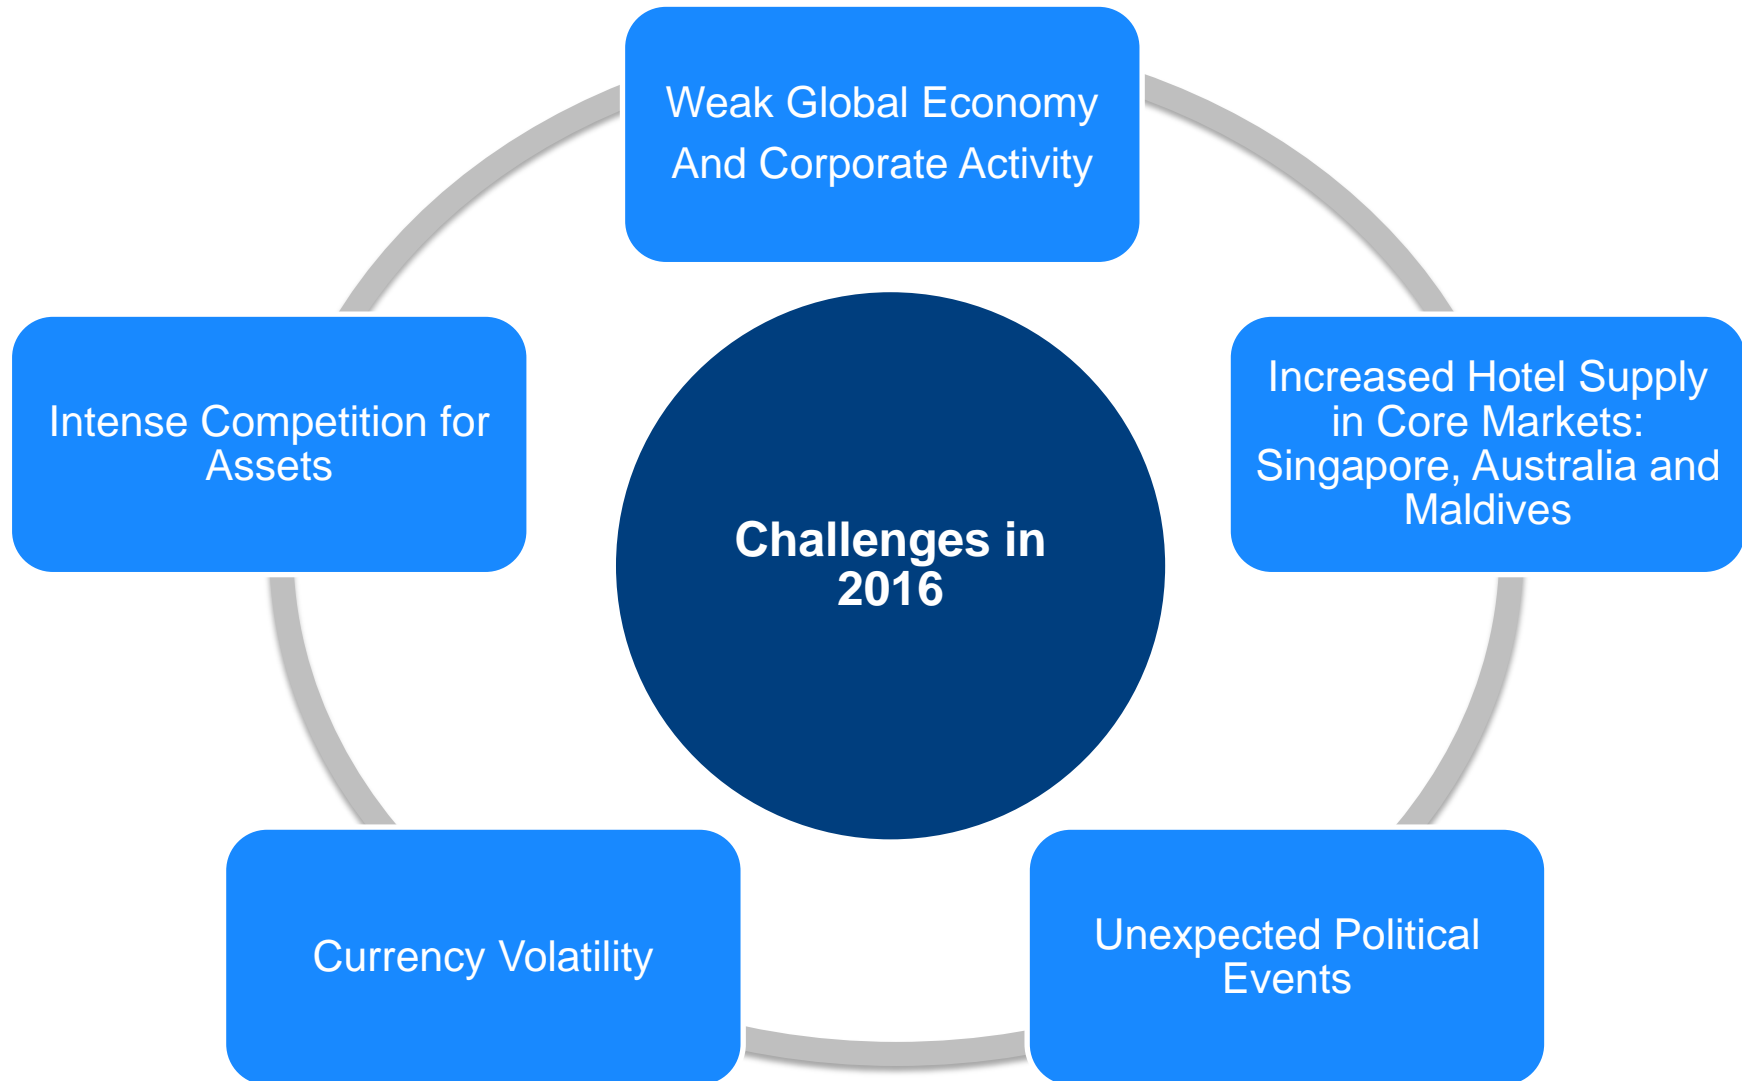 Weak Global Economy
And Corporate Activity
Increased Hotel Supply
in Core Markets:
Singapore, Australia and
Maldives
Unexpected Political
Events
Currency Volatility
Intense Competition for
Assets
Challenges in
2016